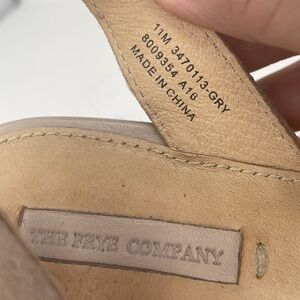 11M 3470113-GRY
8009354 A16
MADE IN CHINA
THE FRYE COMPANY